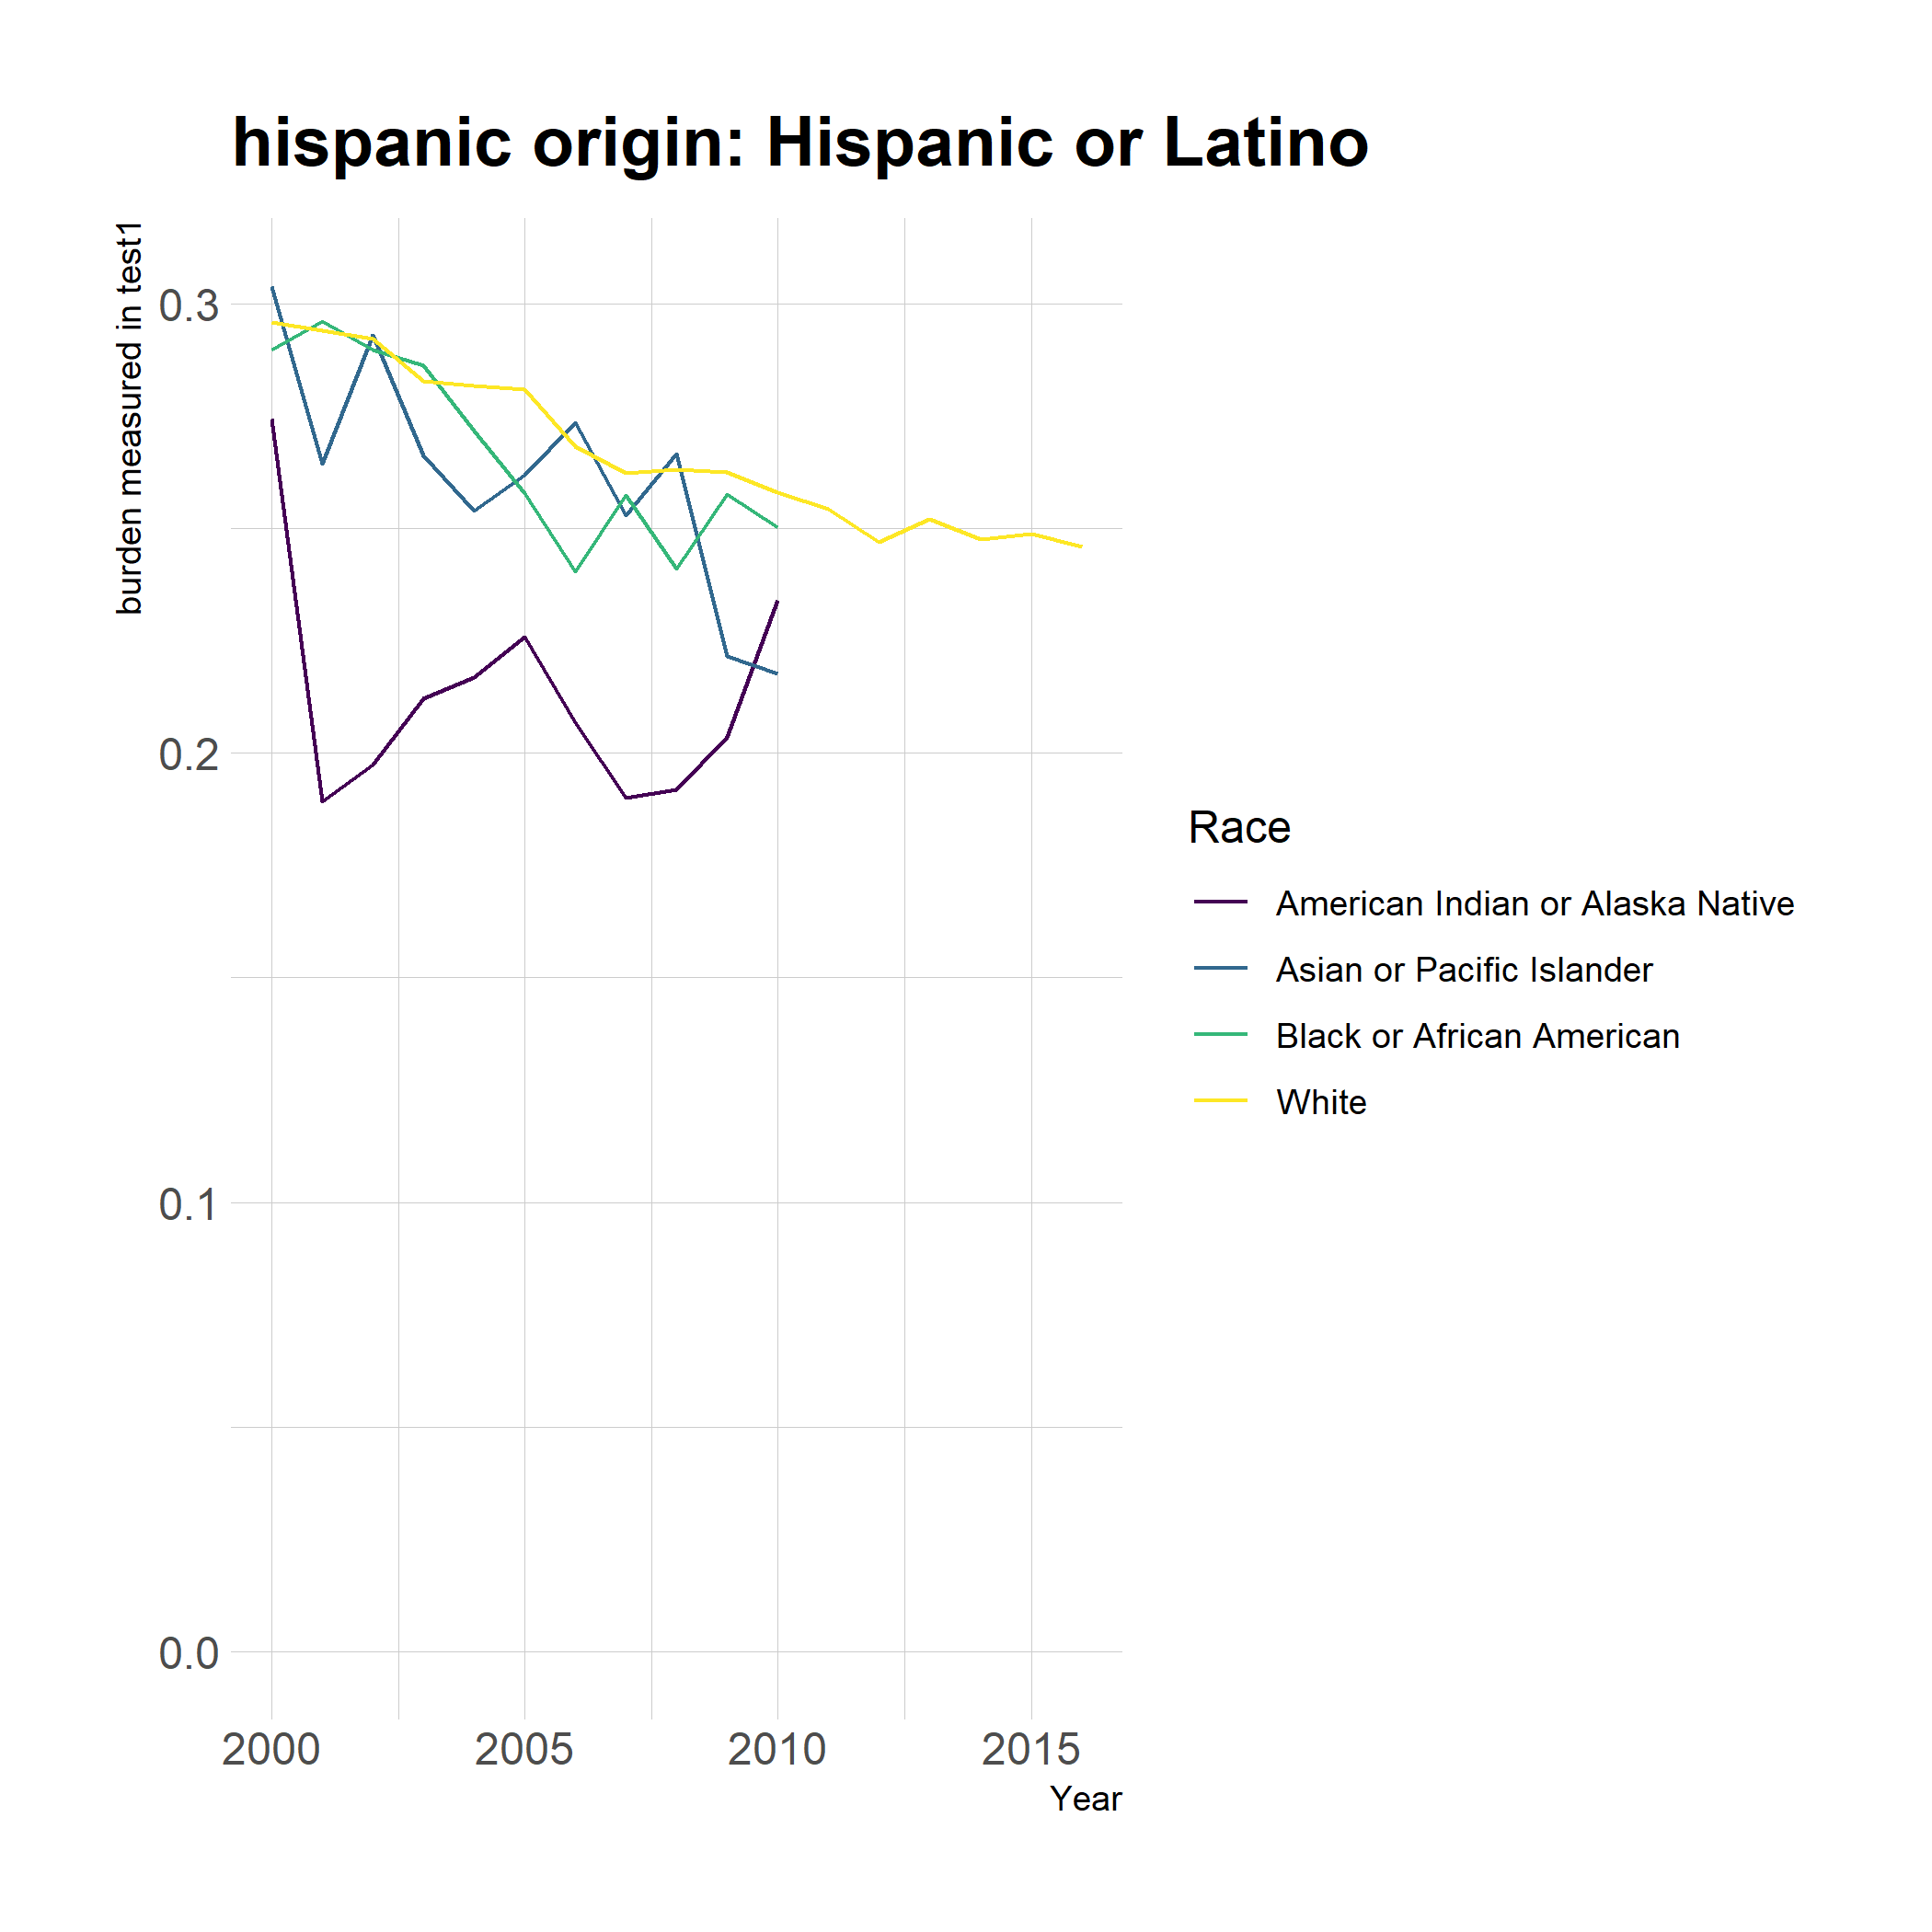 hispanic origin: Hispanic or Latino
burden measured in test1
0.3
0.2
0.1
0.0
2000 2005 2010 2015
Year
Race
American Indian or Alaska Native
Asian or Pacific Islander
Black or African American
White